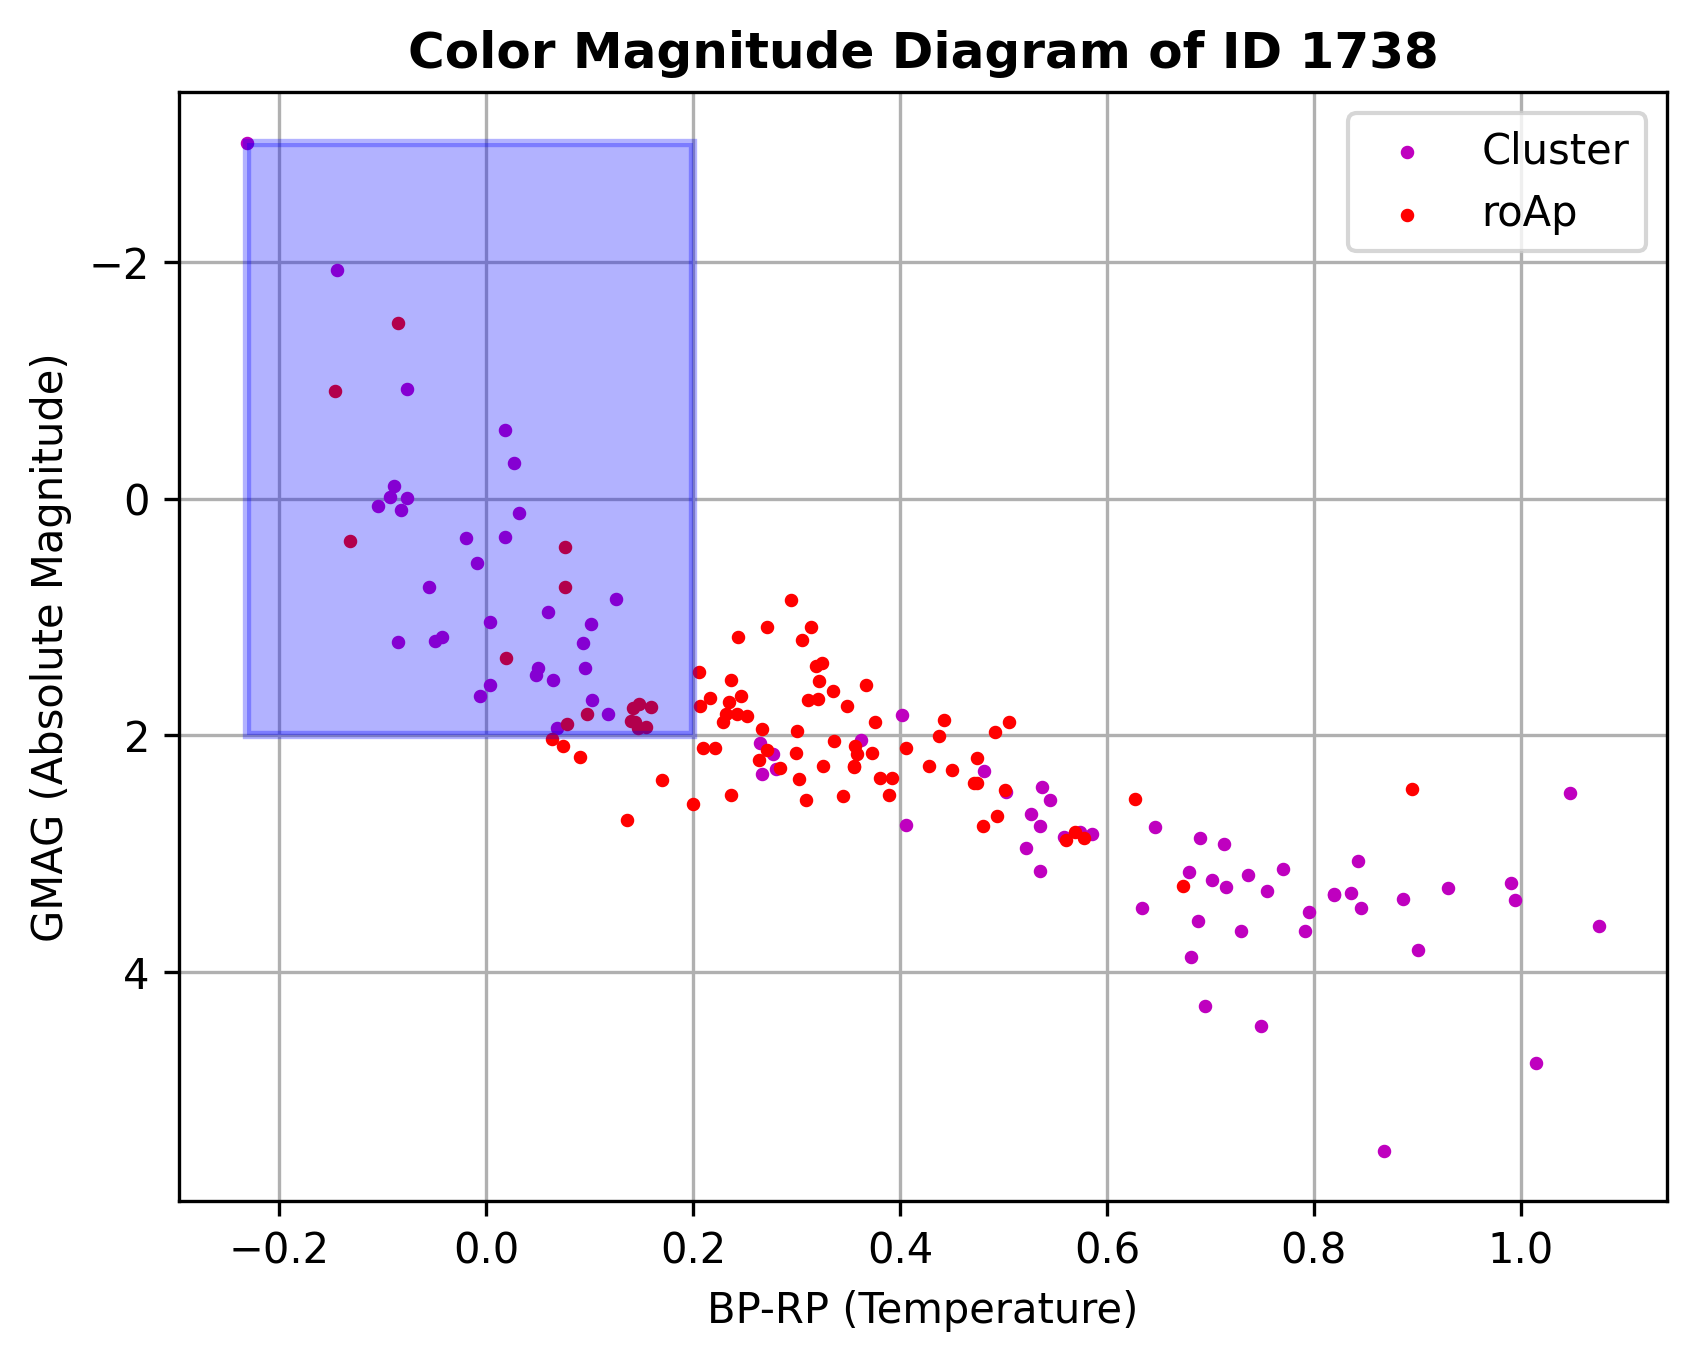 Color Magnitude Diagram of ID 1738
Cluster
roAp
−2
0
2
4
GMAG (Absolute Magnitude)
−0.2 0.0 0.2 0.4 0.6 0.8 1.0
BP-RP (Temperature)